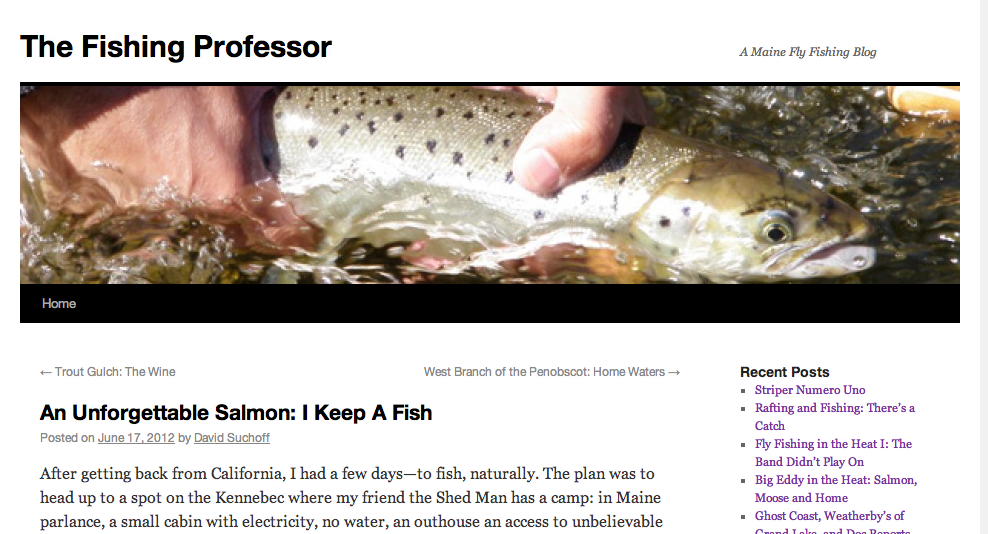 The Fishing Professor
A Maine Fly Fishing Blog
Home
← Trout Gulch: The Wine
West Branch of the Penobscot: Home Waters →
An Unforgettable Salmon: I Keep A Fish
Posted on June 17, 2012 by David Suchoff
After getting back from California, I had a few days—to fish, naturally. The plan was to
head up to a spot on the Kennebec where my friend the Shed Man has a camp: in Maine
parlance, a small cabin with electricity, no water, an outhouse an access to unbelievable
Recent Posts
Striper Numero Uno
Rafting and Fishing: There's a
Catch
Fly Fishing in the Heat I: The
Band Didn't Play On
Big Eddy in the Heat: Salmon,
Moose and Home
Ghost Coast, Weatherby's of
Grand Lake, and Dog Reports